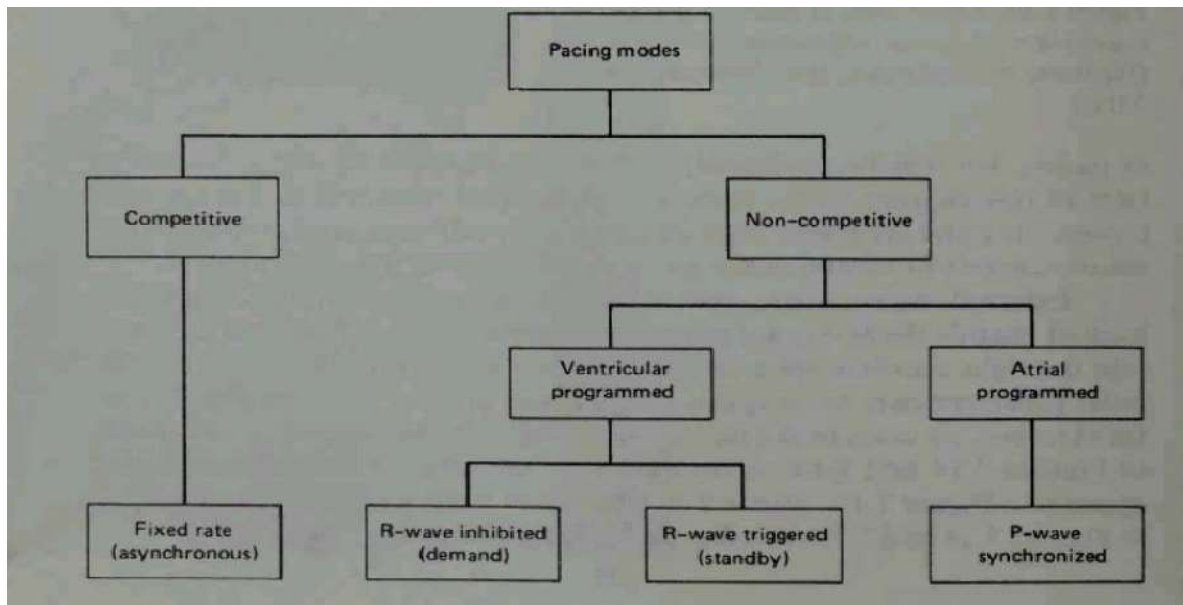 Pacing modes
Competitive
Non-competitive
Ventricular
programmed
Atrial
programmed
Fixed rate
(asynchronous)
R-wave inhibited
(demand)
R-wave triggered
(standby)
P-wave
synchronized